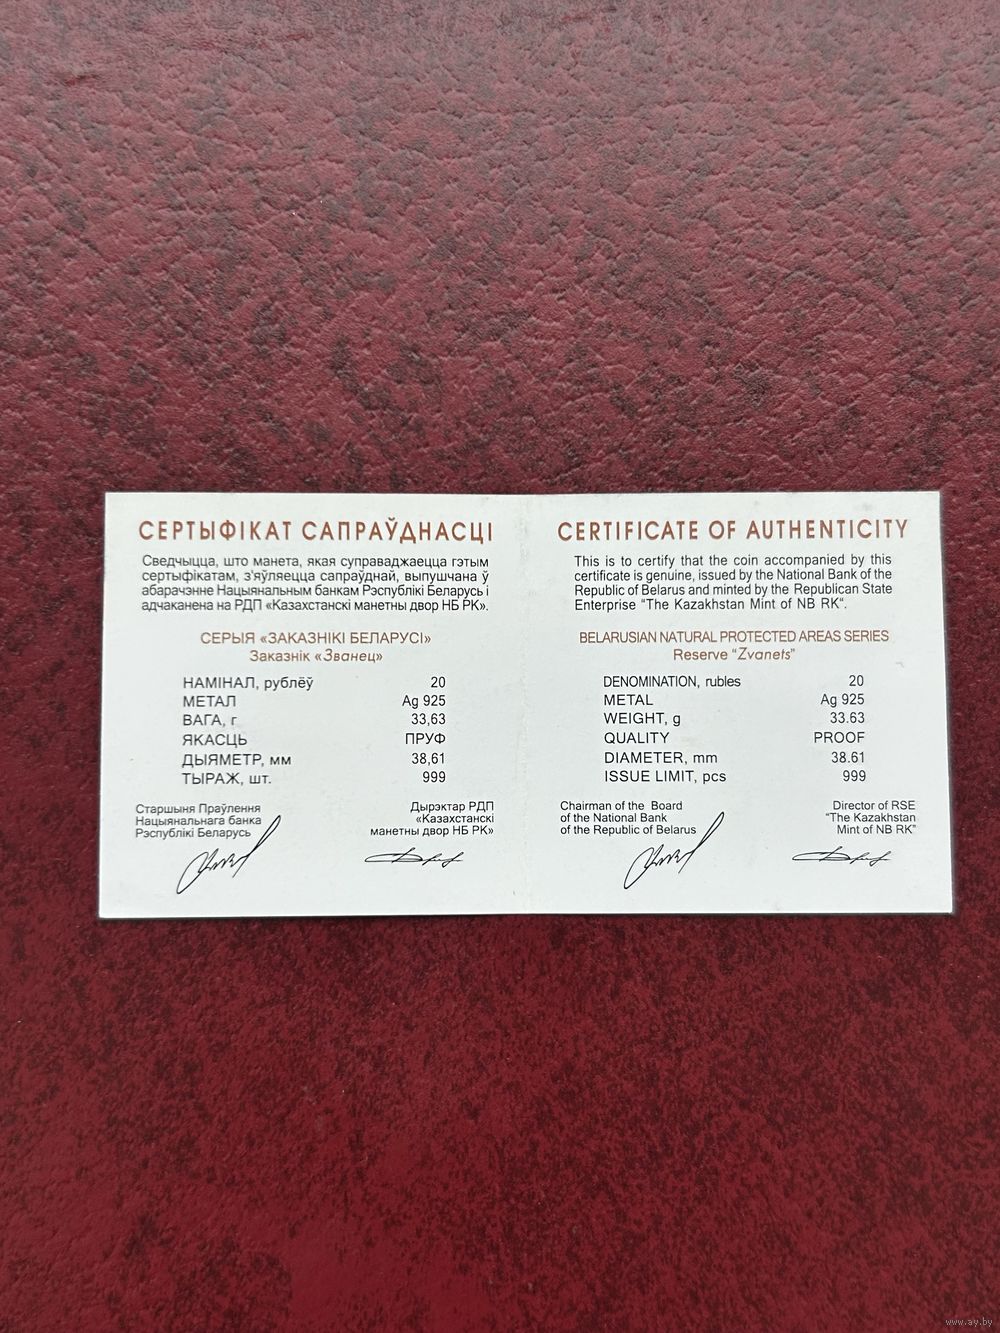 СЕРТЫФІКАТ САПРАЎДНАСЦІ
Сведчыцца, што манета, якая суправаджаецца гэтым
сертыфікатам, з'яўляецца сапраўднай, выпушчана ў
абарачэнне Нацыянальным банкам Рэспублікі Беларусь і
адчаканена на РДП «Казахстанскі манетны двор НБ РК».
СЕРЫЯ «ЗАКАЗНІКІ БЕЛАРУСІ»
Заказнік «Званец»
НАМІНАЛ, рублёў 20
МЕТАЛ Ag 925
ВАГА, г 33,63
ЯКАСЦЬ ПРУФ
ДЫЯМЕТР, мм 38,61
ТЫРАЖ, шт. 999
Старшыня Праўлення
Нацыянальнага банка
Рэспублікі Беларусь
Дырэктар РДП
«Казахстанскі
манетны двор НБ РК»
CERTIFICATE OF AUTHENTICITY
This is to certify that the coin accompanied by this
certificate is genuine, issued by the National Bank of the
Republic of Belarus and minted by the Republican State
Enterprise “The Kazakhstan Mint of NB RK“.
BELARUSIAN NATURAL PROTECTED AREAS SERIES
Reserve “Zvanets”
DENOMINATION, rubles 20
METAL Ag 925
WEIGHT, g 33.63
QUALITY PROOF
DIAMETER, mm 38.61
ISSUE LIMIT, pcs 999
Chairman of the Board
of the National Bank
of the Republic of Belarus
Director of RSE
“The Kazakhstan
Mint of NB RK”
www.ay.by